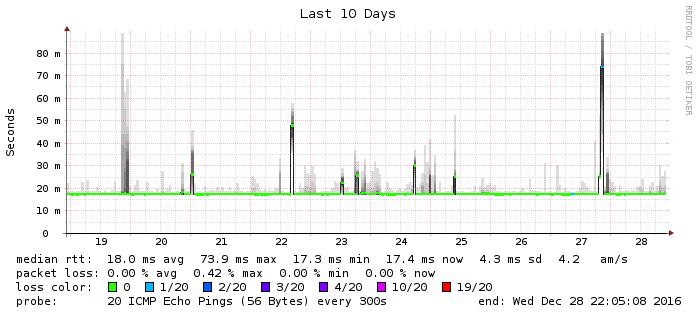 Last 10 Days
RRDTOOL / TOBI OETIKER
Seconds
80 m
70 m
60 m
50 m
40 m
30 m
20 m
10 m
0
19 20 21 22 23 24 25 26 27 28
median rtt: 18.0 ms avg 73.9 ms max 17.3 ms min 17.4 ms now 4.3 ms sd 4.2 am/s
packet loss: 0.00 % avg 0.42 % max 0.00 % min 0.00 % now
loss color: 0 1/20 2/20 3/20 4/20 10/20 19/20
probe: 20 ICMP Echo Pings (56 Bytes) every 300s end: Wed Dec 28 22:05:08 2016